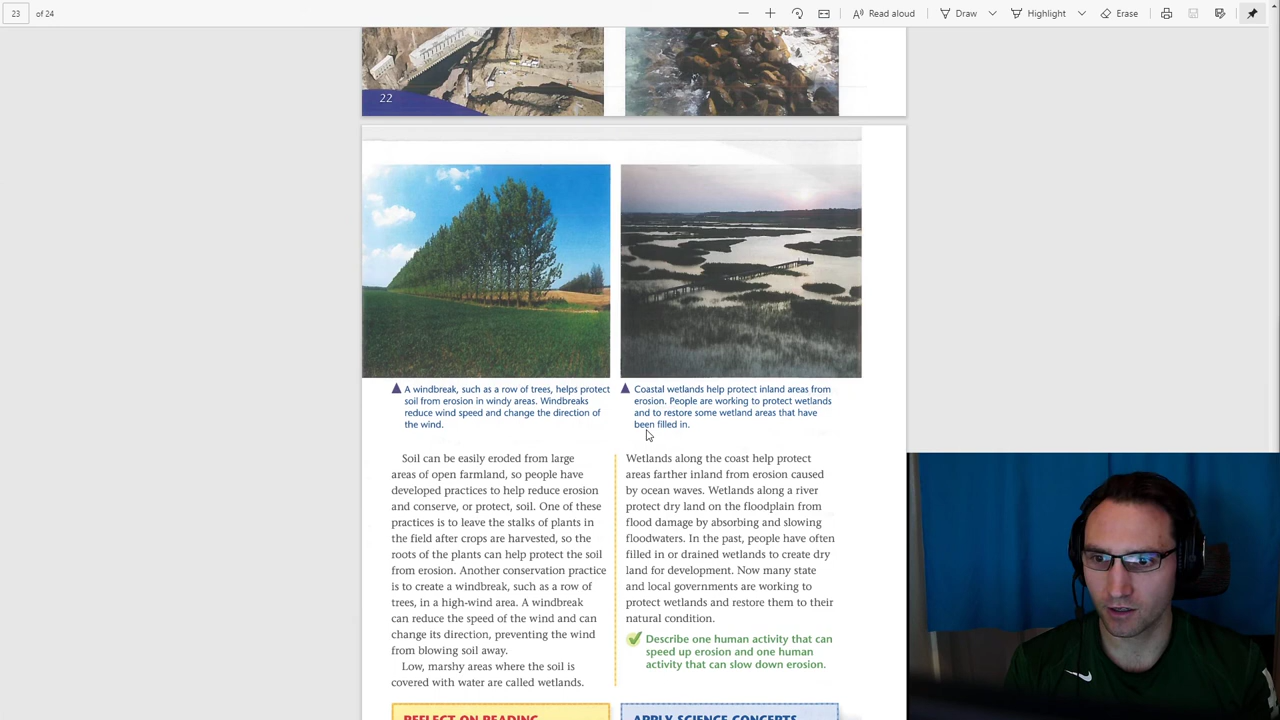 23 of 24
Read aloud
Draw
Highlight
Erase
22
A windbreak, such as a row of trees, helps protect
soil from erosion in windy areas. Windbreaks
reduce wind speed and change the direction of
the wind.
Coastal wetlands help protect inland areas from
erosion. People are working to protect wetlands
and to restore some wetland areas that have
been filled in.
Soil can be easily eroded from large
areas of open farmland, so people have
developed practices to help reduce erosion
and conserve, or protect, soil. One of these
practices is to leave the stalks of plants in
the field after crops are harvested, so the
roots of the plants can help protect the soil
from erosion. Another conservation practice
is to create a windbreak, such as a row of
trees, in a high-wind area. A windbreak
can reduce the speed of the wind and can
change its direction, preventing the wind
from blowing soil away.
Low, marshy areas where the soil is
covered with water are called wetlands.
Wetlands along the coast help protect
areas farther inland from erosion caused
by ocean waves. Wetlands along a river
protect dry land on the floodplain from
flood damage by absorbing and slowing
floodwaters. In the past, people have often
filled in or drained wetlands to create dry
land for development. Now many state
and local governments are working to
protect wetlands and restore them to their
natural condition.
Describe one human activity that can
speed up erosion and one human
activity that can slow down erosion.
REFLECT ON READING
APPLY SCIENCE CONCEPTS